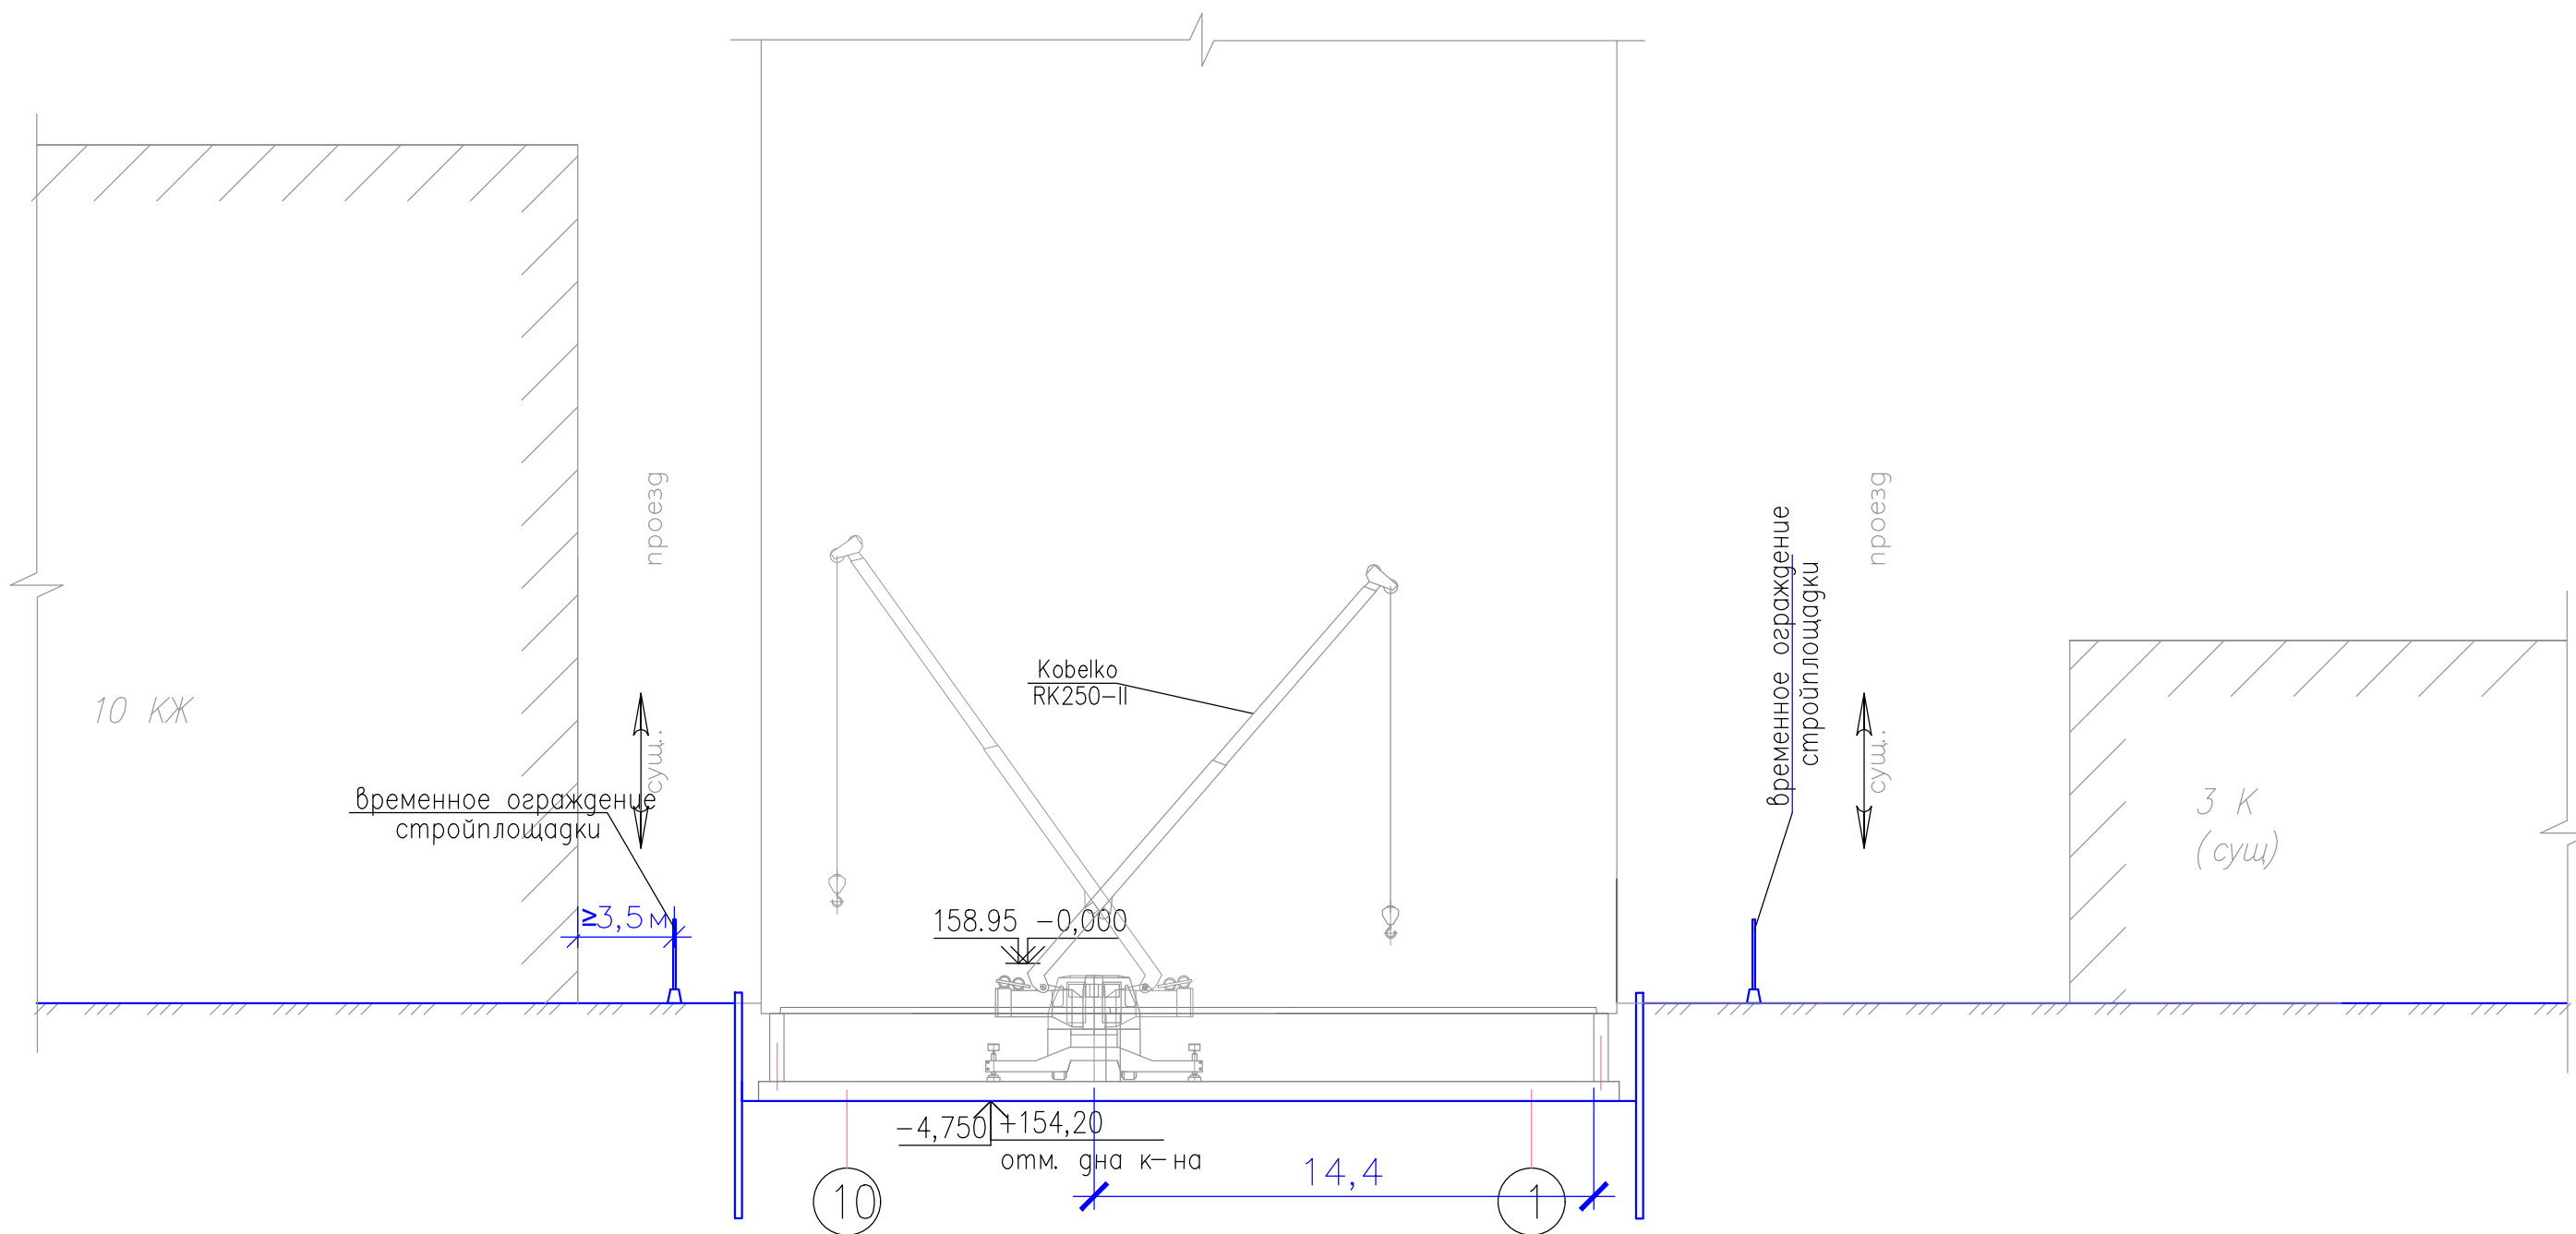 проезд
сущ..
10 КЖ
временное ограждение
стройплощадки
≥3,5м
Kobelko
RK250-II
158.95 -0,000
-4,750
+154,20
отм. дна к-на
14,4
10
1
временное ограждение
стройплощадки
проезд
сущ..
3 К
(сущ)